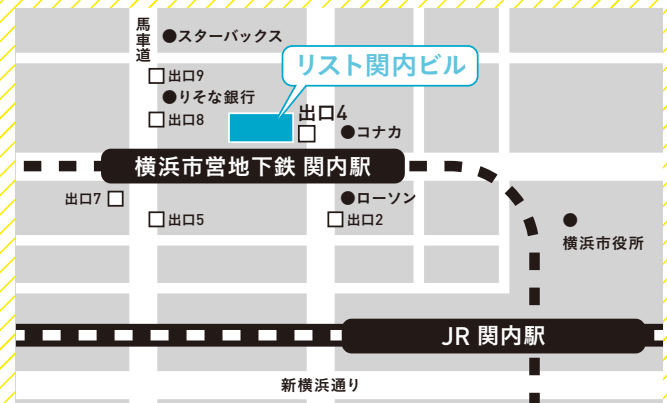 馬車道
●スターバックス
リスト関内ビル
出口9
●りそな銀行
出口8
出口4
●コナカ
横浜市営地下鉄 関内駅
出口7
●ローソン
出口5
出口2
●
横浜市役所
JR 関内駅
新横浜通り